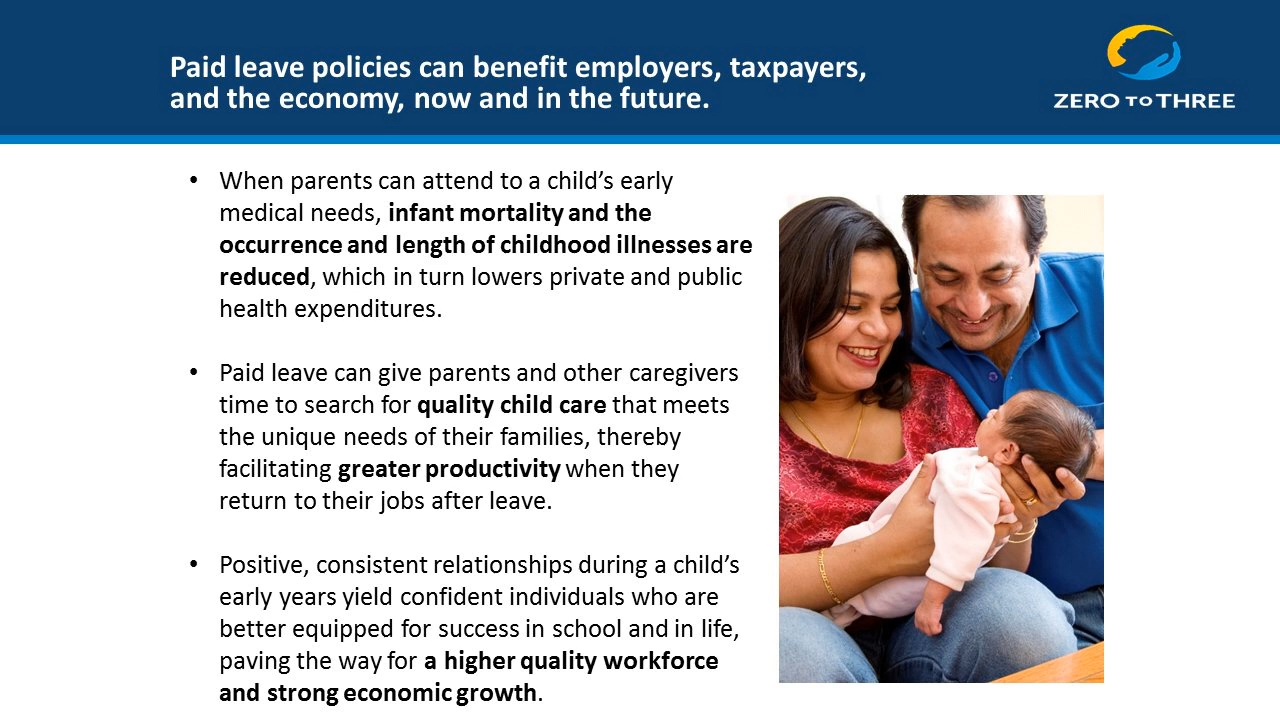 Paid leave policies can benefit employers, taxpayers,
and the economy, now and in the future.
ZERO TO THREE
• When parents can attend to a child’s early
medical needs, infant mortality and the
occurrence and length of childhood illnesses are
reduced, which in turn lowers private and public
health expenditures.
• Paid leave can give parents and other caregivers
time to search for quality child care that meets
the unique needs of their families, thereby
facilitating greater productivity when they
return to their jobs after leave.
• Positive, consistent relationships during a child’s
early years yield confident individuals who are
better equipped for success in school and in life,
paving the way for a higher quality workforce
and strong economic growth.